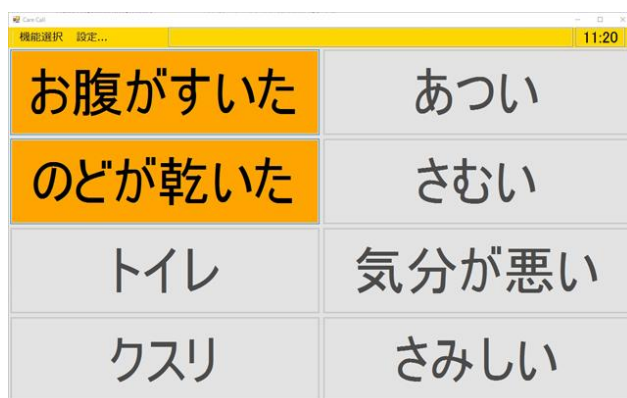 Care Call
機能選択 設定... 11:20
お腹がすいた あつい
のどが乾いた さむい
トイレ 気分が悪い
クスリ さみしい